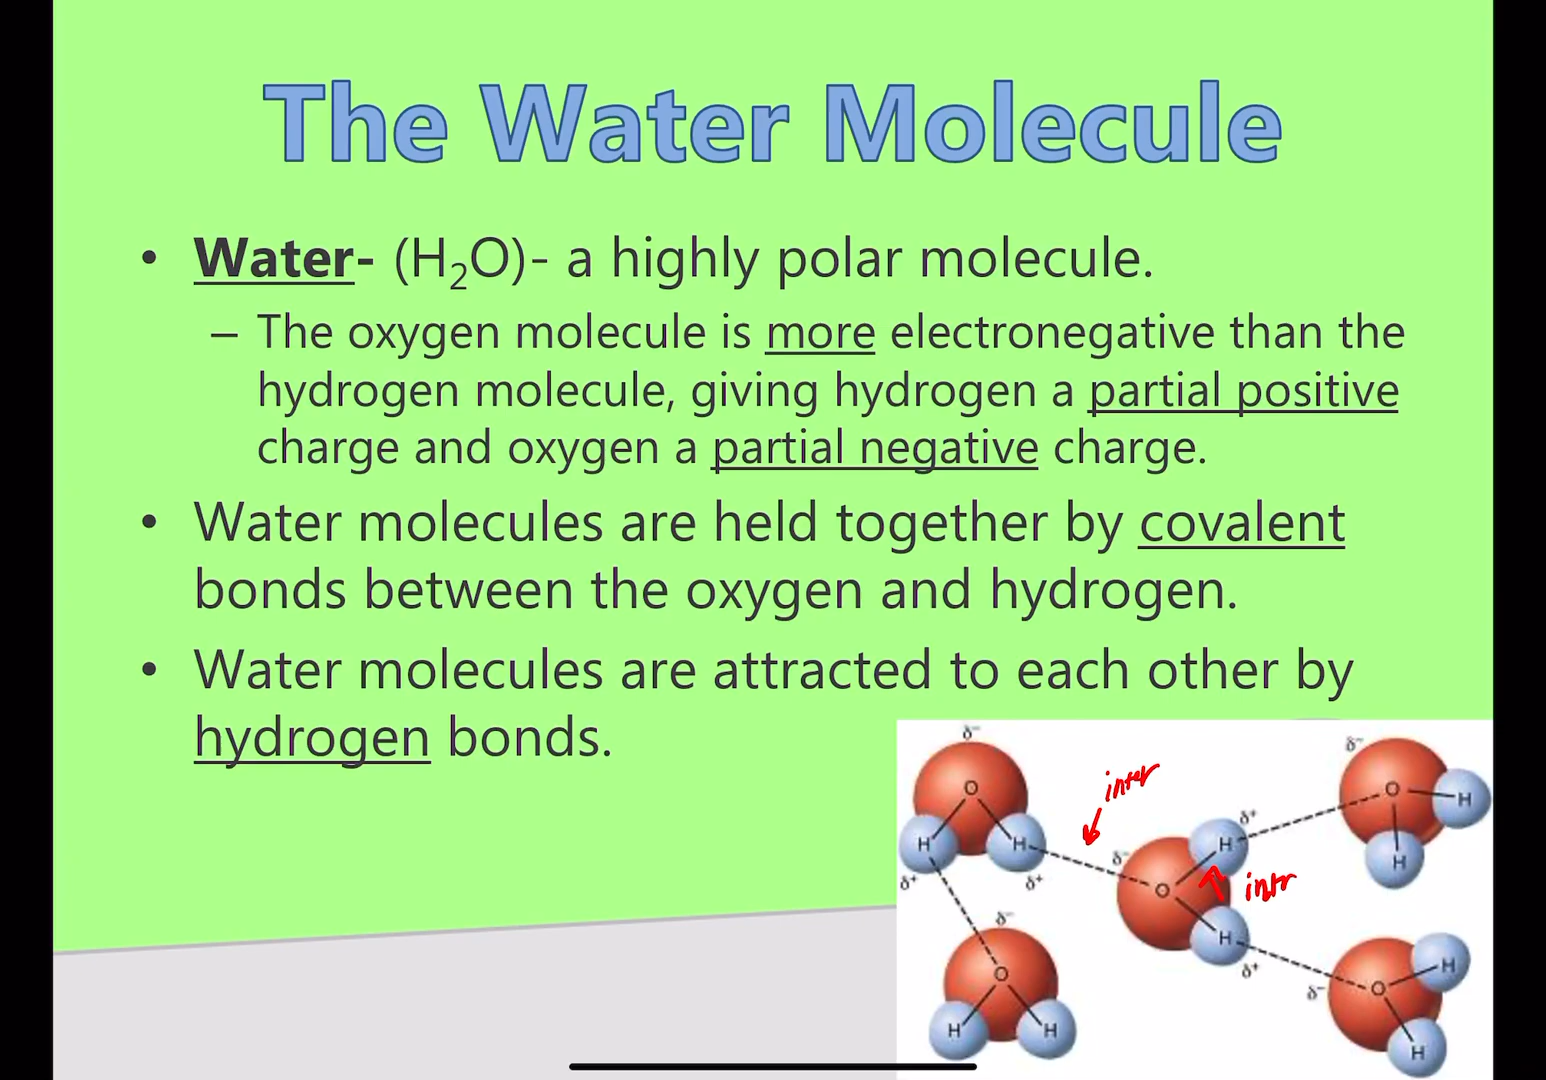 The Water Molecule
• Water- (H₂O)- a highly polar molecule.
– The oxygen molecule is more electronegative than the
hydrogen molecule, giving hydrogen a partial positive
charge and oxygen a partial negative charge.
• Water molecules are held together by covalent
bonds between the oxygen and hydrogen.
• Water molecules are attracted to each other by
hydrogen bonds.
δ⁻
O
H
H
δ⁺
δ⁺
inter
δ⁻
O
H
δ⁺
H
δ⁺
δ⁻
O
H
H
δ⁻
O
H
H
δ⁻
O
H
H